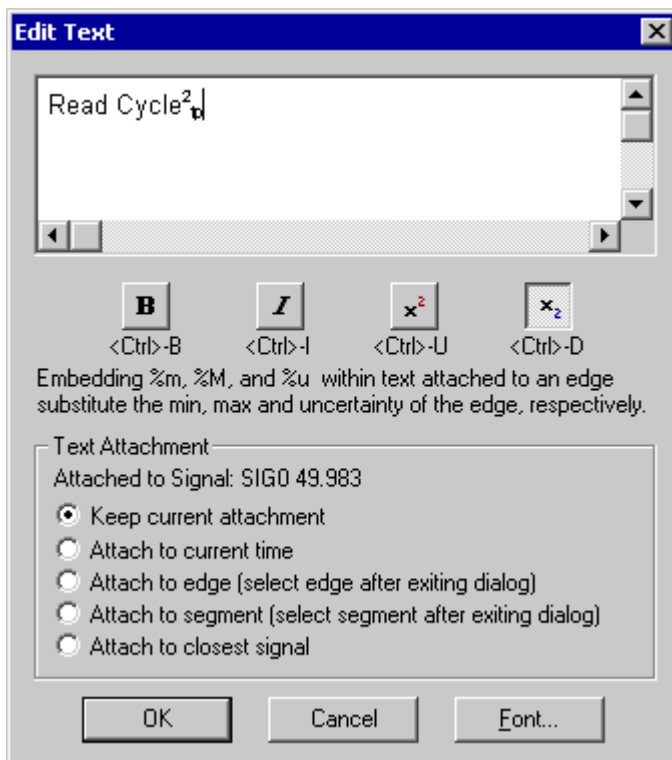 Edit Text
Read Cycle²
B I x² x₂
<Ctrl>-B <Ctrl>-I <Ctrl>-U <Ctrl>-D
Embedding %m, %M, and %u within text attached to an edge
substitute the min, max and uncertainty of the edge, respectively.
Text Attachment
Attached to Signal: SIG0 49.983
Keep current attachment
Attach to current time
Attach to edge (select edge after exiting dialog)
Attach to segment (select segment after exiting dialog)
Attach to closest signal
OK Cancel Font...